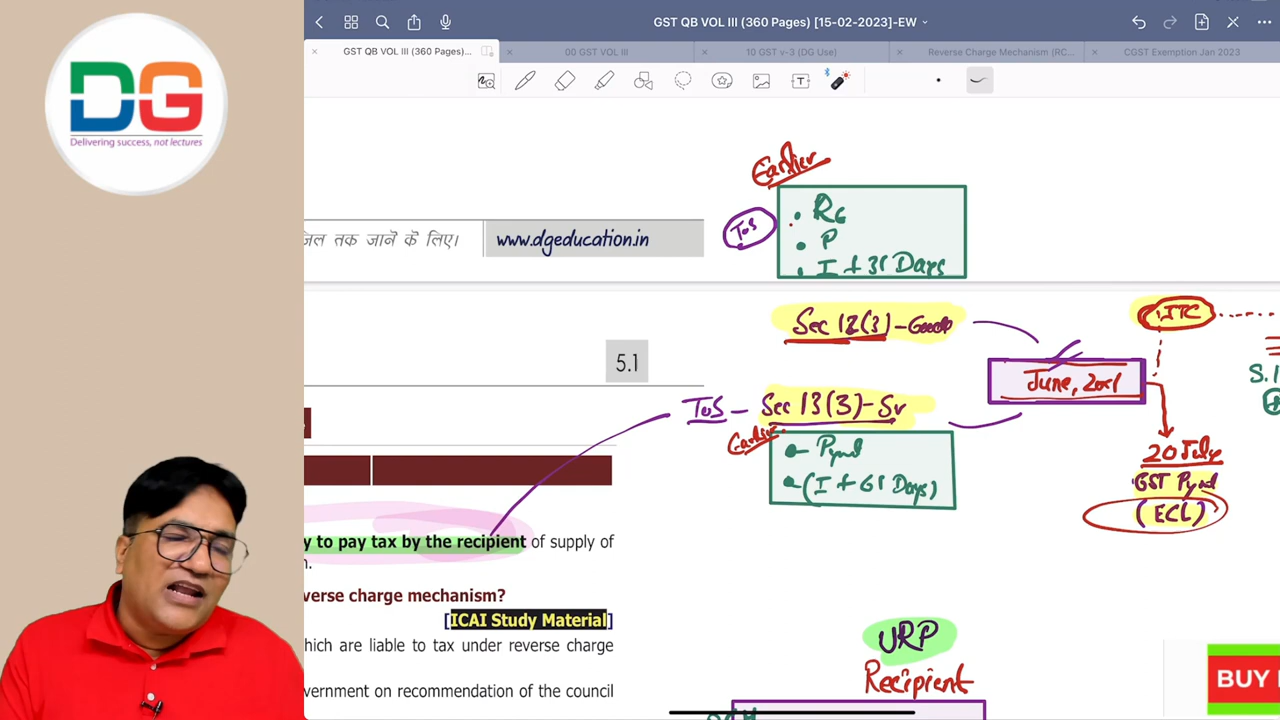 DG
Delivering success, not lectures
GST QB VOL III (360 Pages) [15-02-2023]-EW
GST QB VOL III (360 Pages)...
00 GST VOL III
10 GST v-3 (DG Use)
Reverse Charge Mechanism (RC...
CGST Exemption Jan 2023
Earlier
ToS
RG
P
I + 31 Days
जिल तक जाने के लिए।
www.dgeducation.in
Sec 12(3) - Goods
ITC
5.1
June, 2021
S.1
ToS - Sec 13(3) - Sv
Earlier
Pymt
(I + 61 Days)
20 July
GST Pymt
(ECL)
y to pay tax by the recipient of supply of
verse charge mechanism?
[ICAI Study Material]
hich are liable to tax under reverse charge
vernment on recommendation of the council
URP
Recipient
BUY